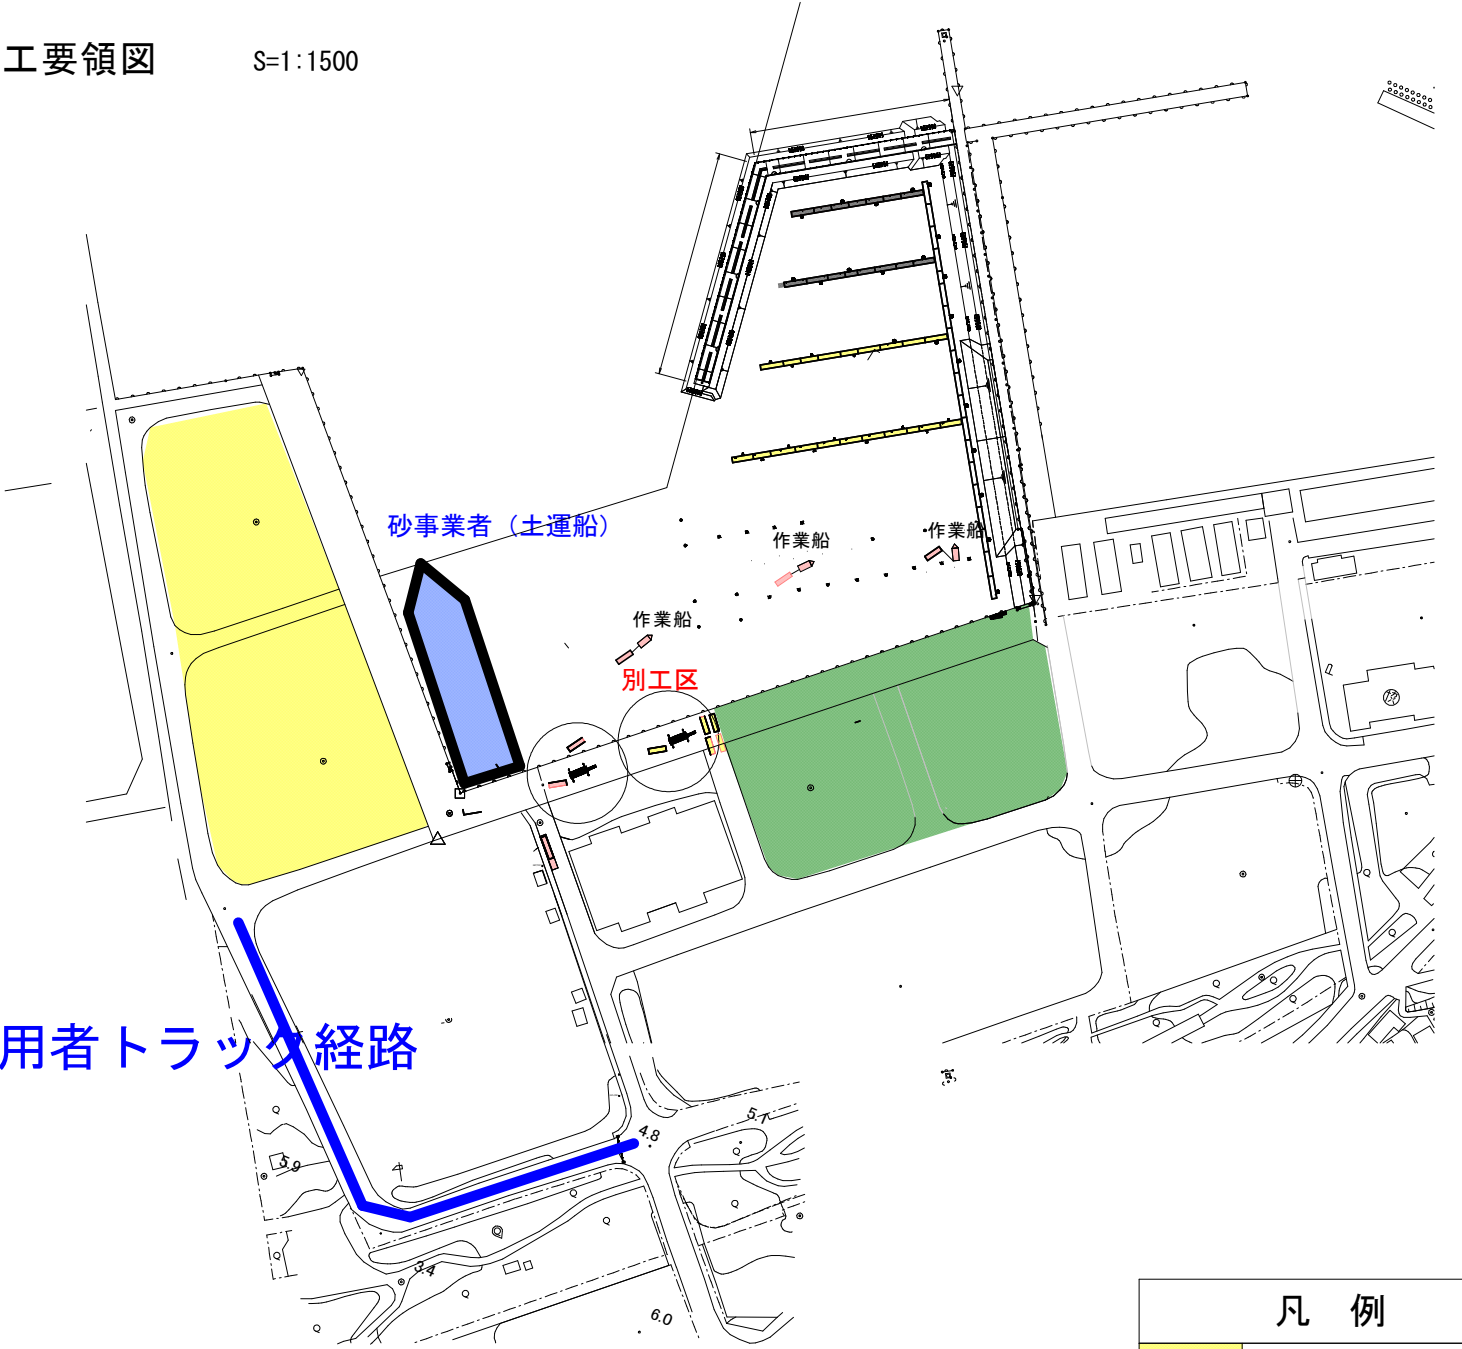 工要領図
S=1:1500
砂事業者（土運船）
作業船
作業船
作業船
別工区
用者トラック経路
4.8
5.1
5.9
3.4
6.0
凡 例